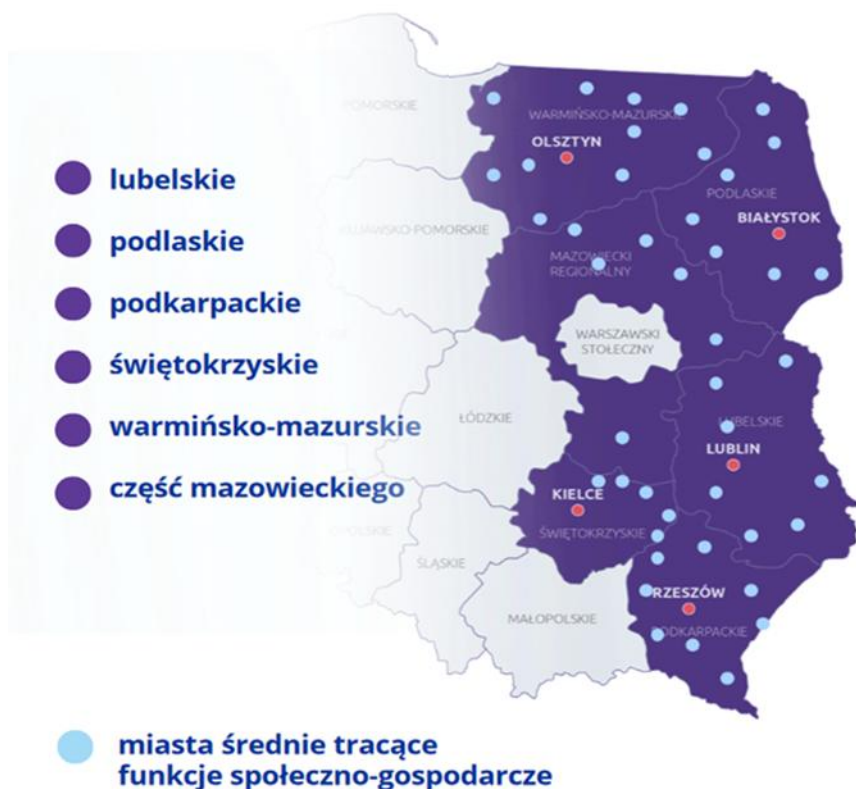 POMORSKIE
WARMIŃSKO-MAZURSKIE
OLSZTYN
lubelskie
PODLASKIE
BIAŁYSTOK
podlaskie
KUJAWSKO-POMORSKIE
MAZOWIECKI
REGIONALNY
podkarpackie
WARSZAWSKI
STOŁECZNY
świętokrzyskie
ŁÓDZKIE
LUBELSKIE
warmińsko-mazurskie
LUBLIN
część mazowieckiego
KIELCE
ŚWIĘTOKRZYSKIE
OPOLSKIE
ŚLĄSKIE
RZESZÓW
MAŁOPOLSKIE
PODKARPACKIE
miasta średnie tracące
funkcje społeczno-gospodarcze